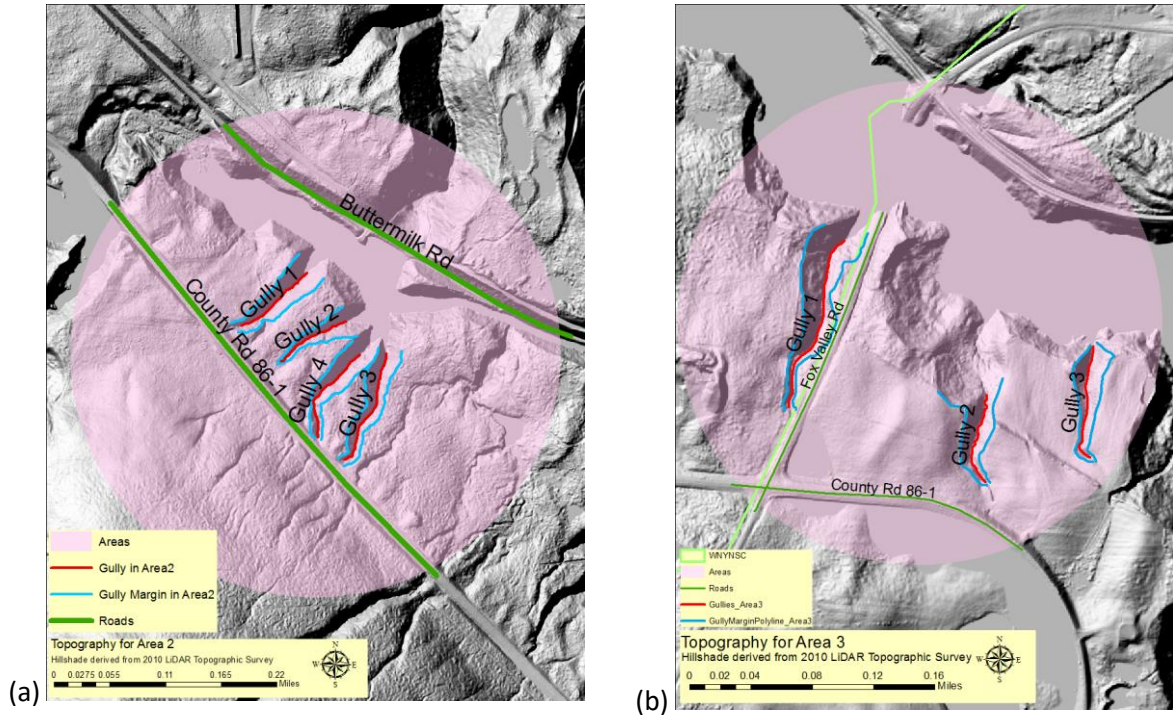 Buttermilk Rd
Gully 1
Gully 2
County Rd 86-1
Gully 4
Gully 3
Areas
Gully in Area2
Gully Margin in Area2
Roads
Topography for Area 2
Hillshade derived from 2010 LiDAR Topographic Survey
N
W E
S
0 0.0275 0.055 0.11 0.165 0.22
Miles
(a)
Gully 1
Fox Valley Rd
Gully 3
Gully 2
County Rd 86-1
WNYNSC
Areas
Roads
Gullies_Area3
GullyMarginPolyline_Area3
Topography for Area 3
Hillshade derived from 2010 LiDAR Topographic Survey
N
W E
S
0 0.02 0.04 0.08 0.12 0.16
Miles
(b)